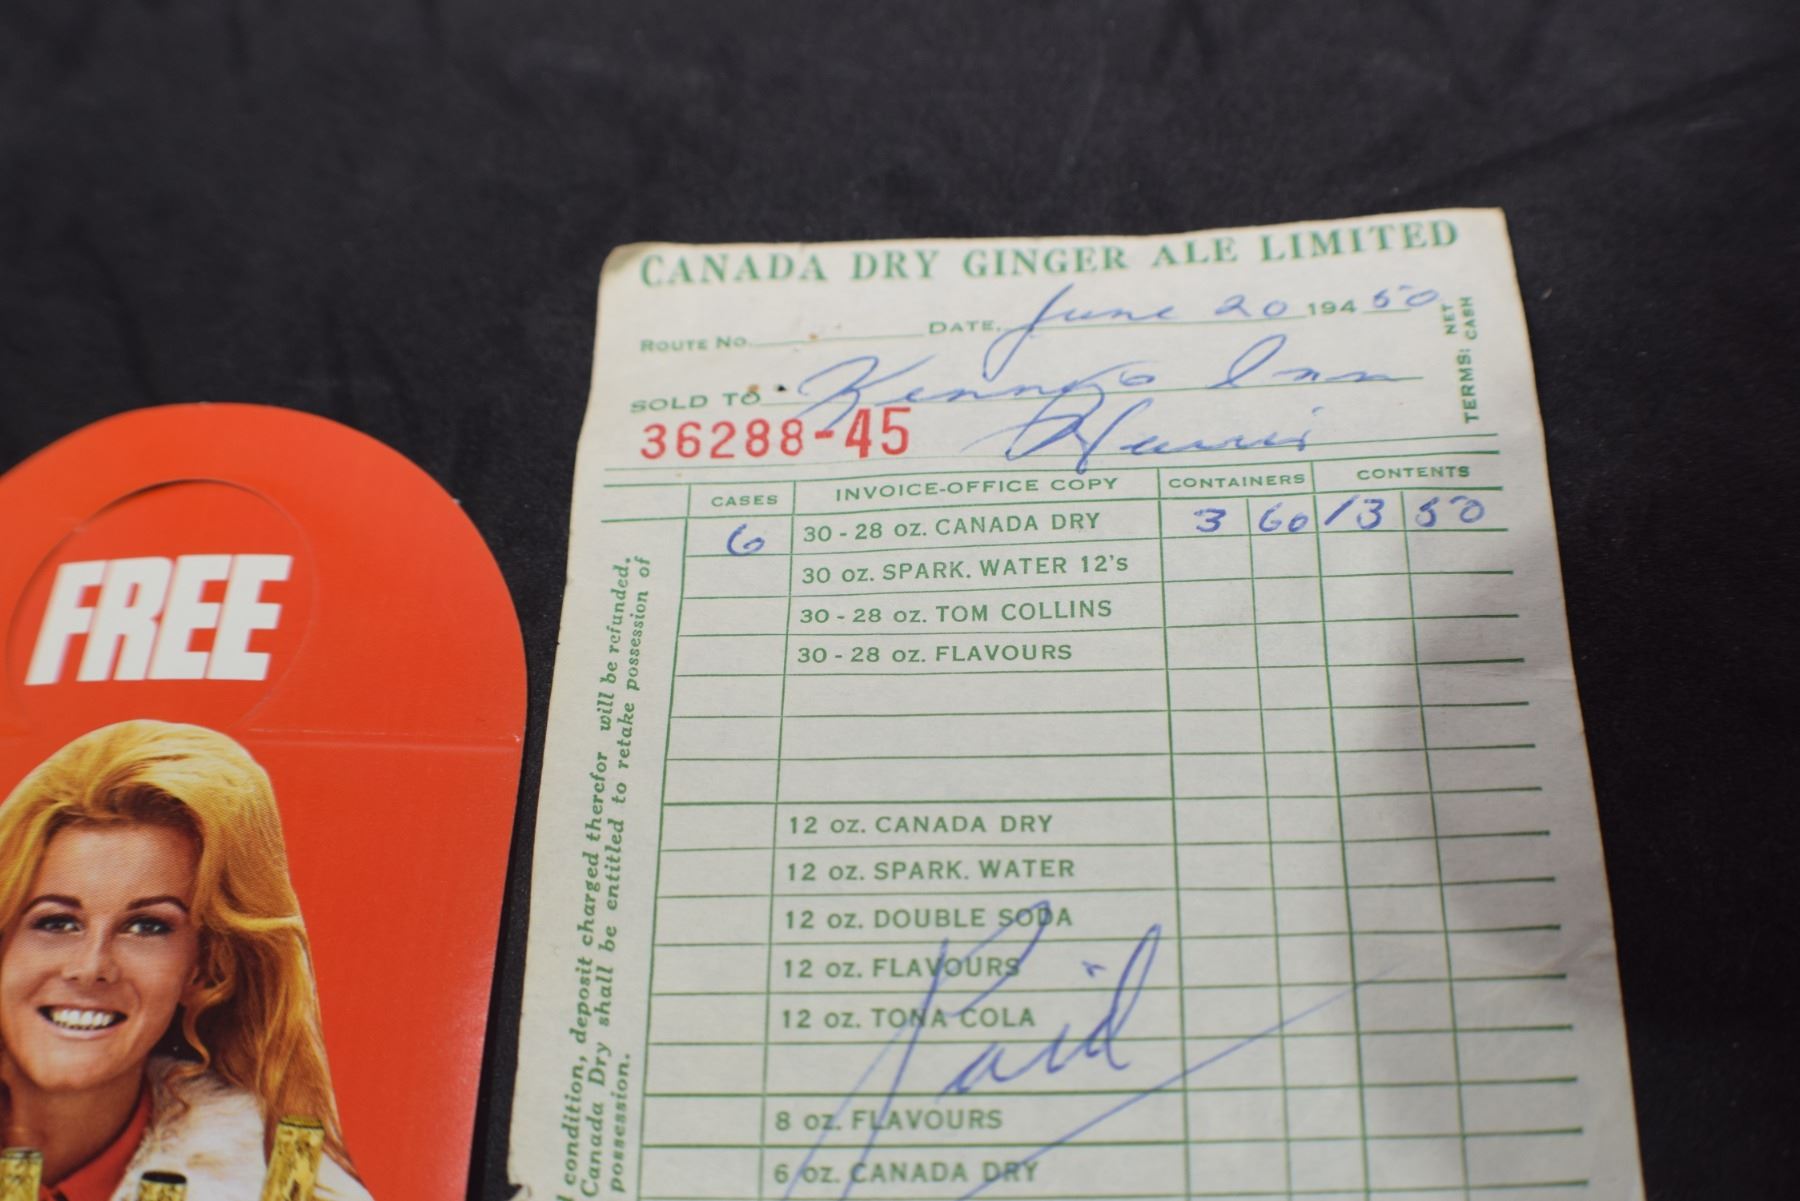 FREE
CANADA DRY GINGER ALE LIMITED
ROUTE NO. DATE, June 20 194 50
SOLD TO Inn
36288-45
TERMS: NET CASH
CASES INVOICE-OFFICE COPY CONTAINERS CONTENTS
6 30 - 28 oz. CANADA DRY 3 60 13 50
30 oz. SPARK. WATER 12's
30 - 28 oz. TOM COLLINS
30 - 28 oz. FLAVOURS
12 oz. CANADA DRY
12 oz. SPARK. WATER
12 oz. DOUBLE SODA
12 oz. FLAVOURS
12 oz. TONA COLA
Paid
8 oz. FLAVOURS
6 oz. CANADA DRY
condition, deposit charged therefor will be refunded.
Canada Dry shall be entitled to retake possession of
possession.